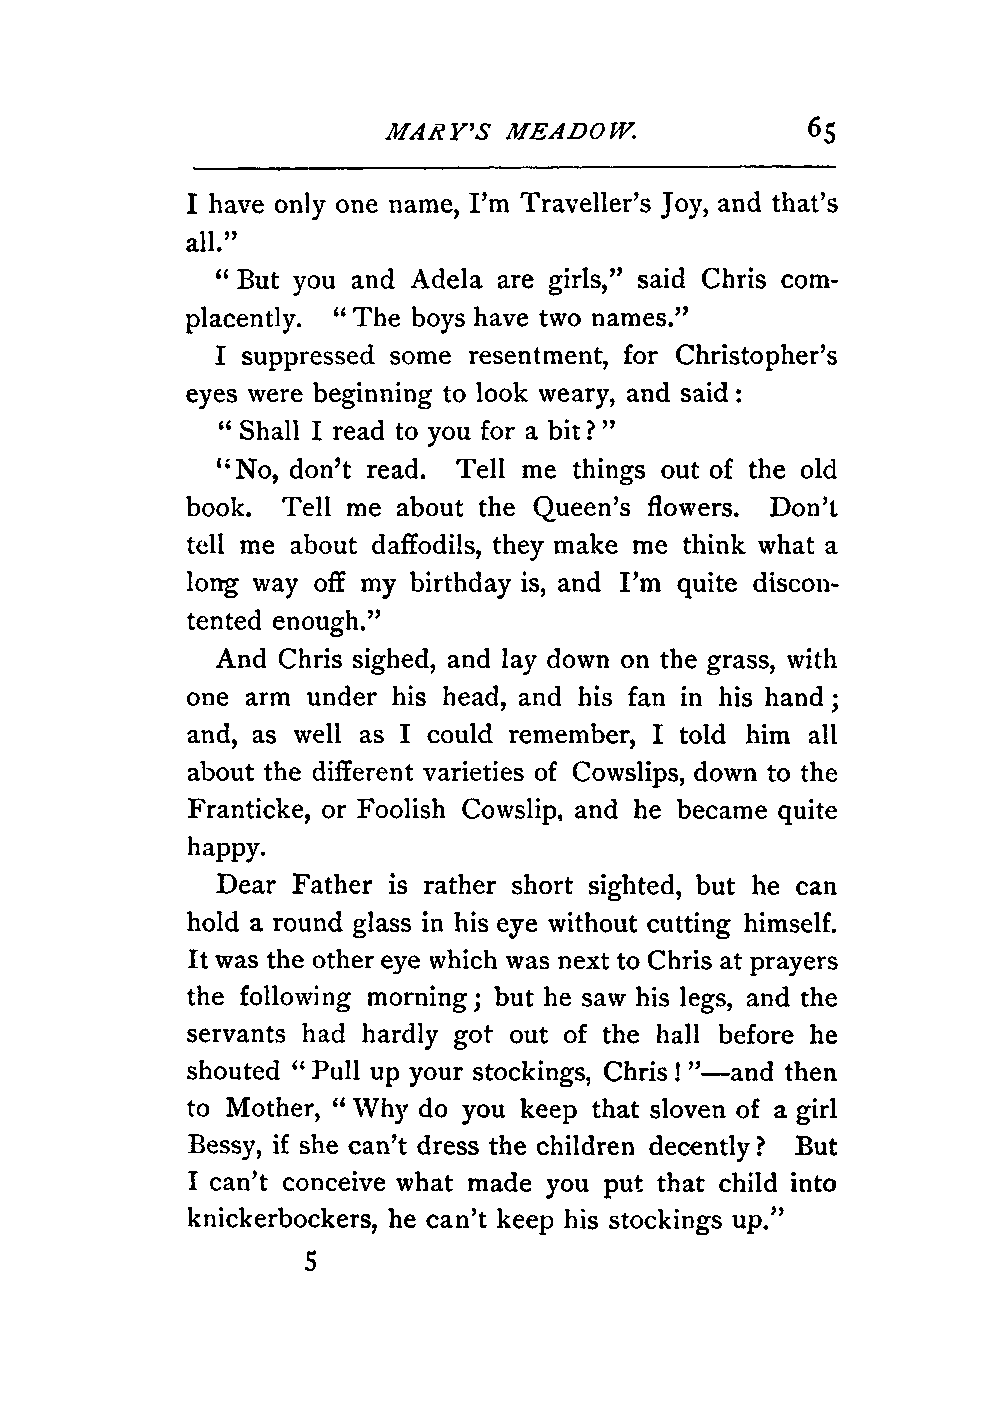 MARY'S MEADOW. 65
I have only one name, I'm Traveller's Joy, and that's
all."
"But you and Adela are girls," said Chris com-
placently. "The boys have two names."
I suppressed some resentment, for Christopher's
eyes were beginning to look weary, and said:
"Shall I read to you for a bit?"
"No, don't read. Tell me things out of the old
book. Tell me about the Queen's flowers. Don't
tell me about daffodils, they make me think what a
long way off my birthday is, and I'm quite discon-
tented enough."
And Chris sighed, and lay down on the grass, with
one arm under his head, and his fan in his hand;
and, as well as I could remember, I told him all
about the different varieties of Cowslips, down to the
Franticke, or Foolish Cowslip, and he became quite
happy.
Dear Father is rather short sighted, but he can
hold a round glass in his eye without cutting himself.
It was the other eye which was next to Chris at prayers
the following morning; but he saw his legs, and the
servants had hardly got out of the hall before he
shouted "Pull up your stockings, Chris!"—and then
to Mother, "Why do you keep that sloven of a girl
Bessy, if she can't dress the children decently? But
I can't conceive what made you put that child into
knickerbockers, he can't keep his stockings up."
5